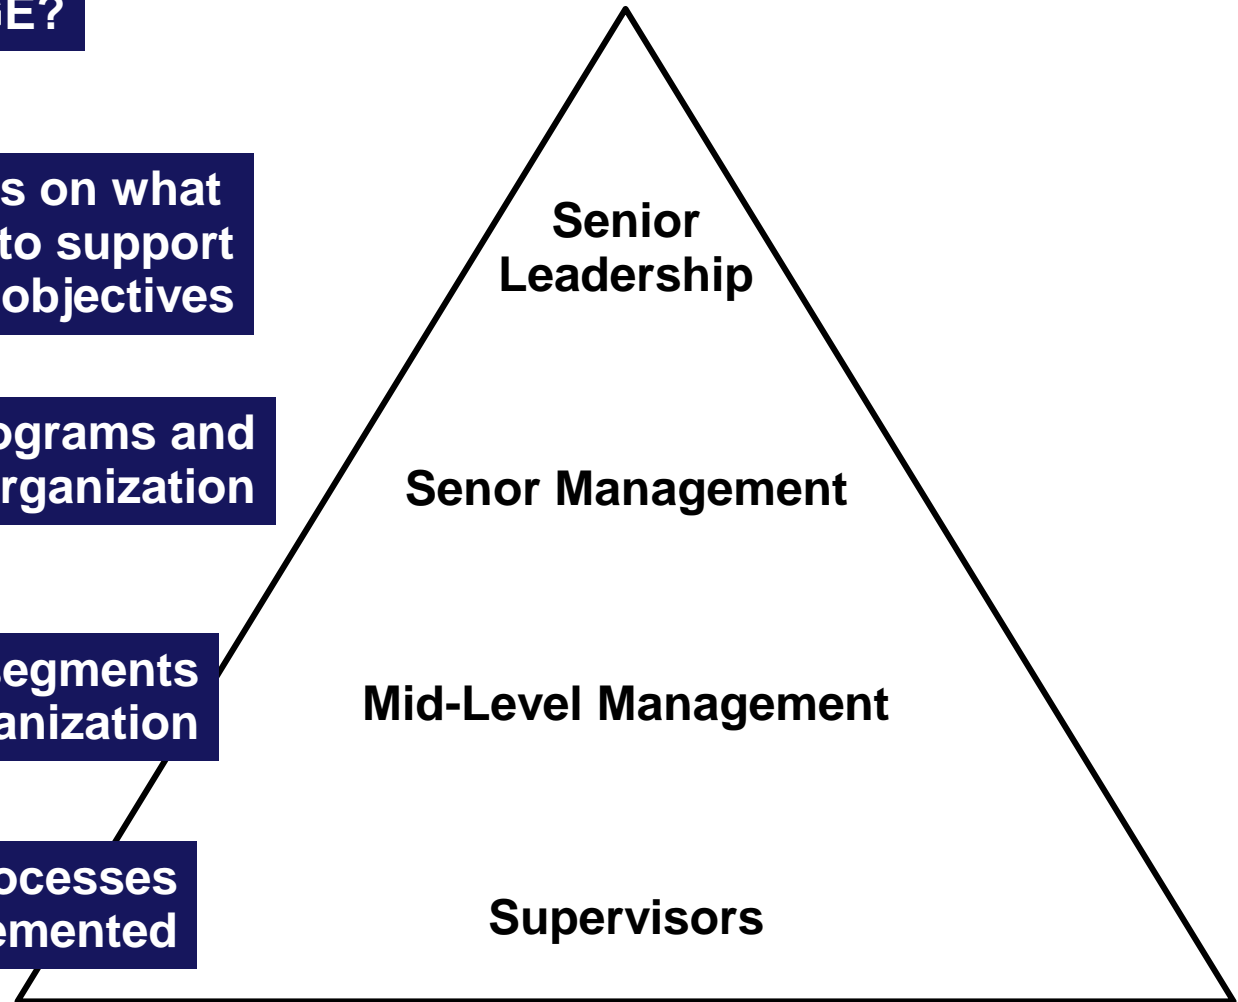 GE?
s on what
to support
objectives
Senior
Leadership
ograms and
rganization
Senor Management
segments
anization
Mid-Level Management
ocesses
emented
Supervisors